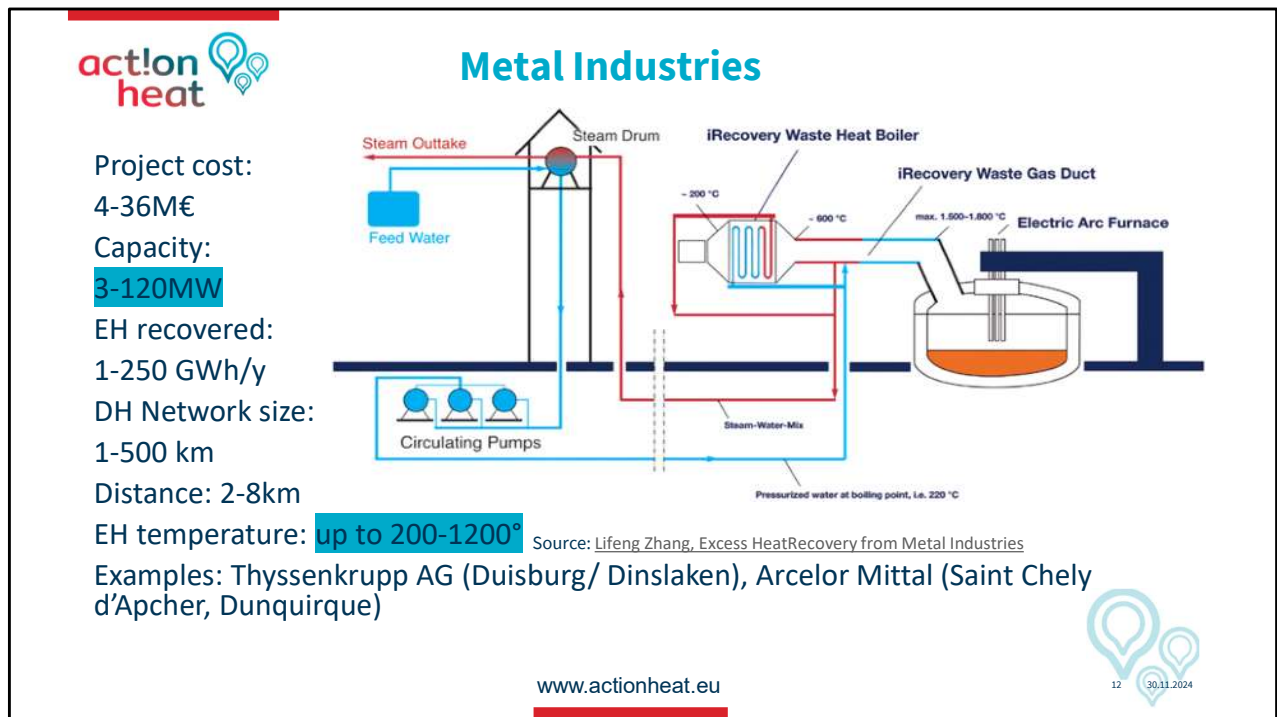 act!on
heat
Metal Industries
Project cost:
4-36M€
Capacity:
3-120MW
EH recovered:
1-250 GWh/y
DH Network size:
1-500 km
Distance: 2-8km
EH temperature: up to 200-1200°
Steam Outtake
Steam Drum
Feed Water
iRecovery Waste Heat Boiler
iRecovery Waste Gas Duct
~ 200 °C
~ 600 °C
max. 1.500–1.800 °C
Electric Arc Furnace
Circulating Pumps
Steam-Water-Mix
Pressurized water at boiling point, i.e. 220 °C
Source: Lifeng Zhang, Excess HeatRecovery from Metal Industries
Examples: Thyssenkrupp AG (Duisburg/ Dinslaken), Arcelor Mittal (Saint Chely
d’Apcher, Dunquirque)
www.actionheat.eu
12 30.11.2024